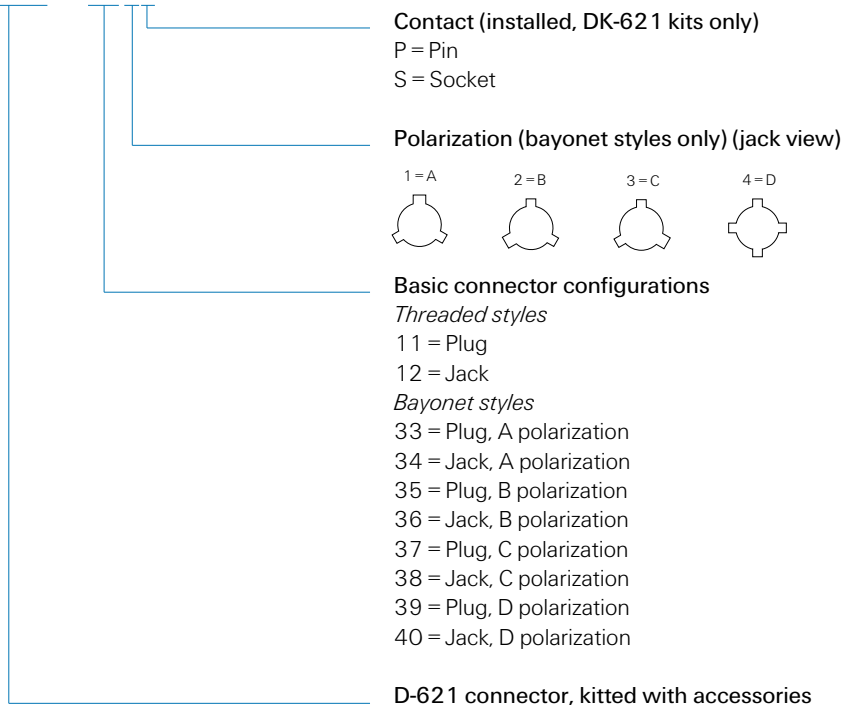 Contact (installed, DK-621 kits only)
P = Pin
S = Socket
Polarization (bayonet styles only) (jack view)
1 = A 2 = B 3 = C 4 = D
Basic connector configurations
Threaded styles
11 = Plug
12 = Jack
Bayonet styles
33 = Plug, A polarization
34 = Jack, A polarization
35 = Plug, B polarization
36 = Jack, B polarization
37 = Plug, C polarization
38 = Jack, C polarization
39 = Plug, D polarization
40 = Jack, D polarization
D-621 connector, kitted with accessories